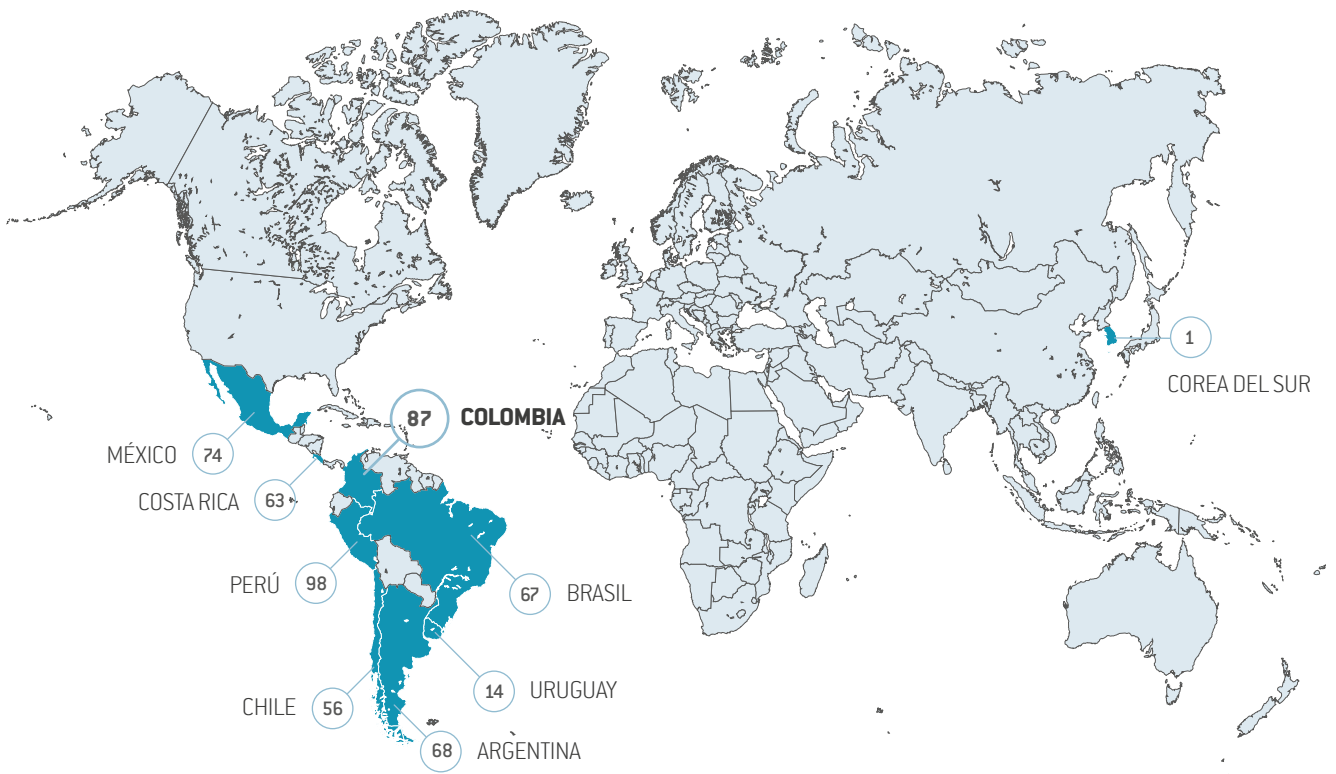 1
COREA DEL SUR
87 COLOMBIA
MÉXICO 74
COSTA RICA 63
PERÚ 98
67 BRASIL
14 URUGUAY
CHILE 56
68 ARGENTINA